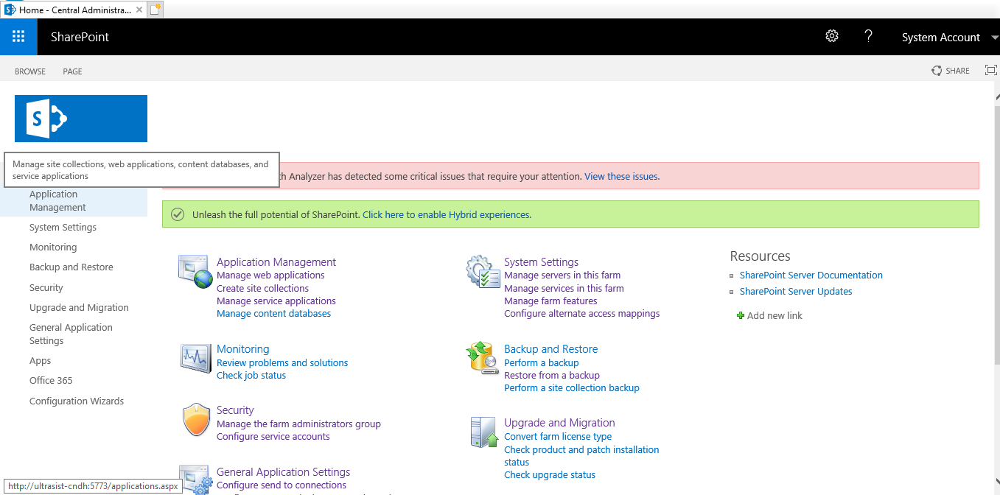 Home - Central Administra...
SharePoint
?
System Account
BROWSE
PAGE
SHARE
S
Manage site collections, web applications, content databases, and
service applications
h Analyzer has detected some critical issues that require your attention. View these issues.
Unleash the full potential of SharePoint. Click here to enable Hybrid experiences.
Application
Management
System Settings
Monitoring
Backup and Restore
Security
Upgrade and Migration
General Application
Settings
Apps
Office 365
Configuration Wizards
Application Management
Manage web applications
Create site collections
Manage service applications
Manage content databases
Monitoring
Review problems and solutions
Check job status
Security
Manage the farm administrators group
Configure service accounts
General Application Settings
Configure send to connections
System Settings
Manage servers in this farm
Manage services in this farm
Manage farm features
Configure alternate access mappings
Backup and Restore
Perform a backup
Restore from a backup
Perform a site collection backup
Upgrade and Migration
Convert farm license type
Check product and patch installation
status
Check upgrade status
Resources
SharePoint Server Documentation
SharePoint Server Updates
Add new link
http://ultrasist-cndh:5773/applications.aspx